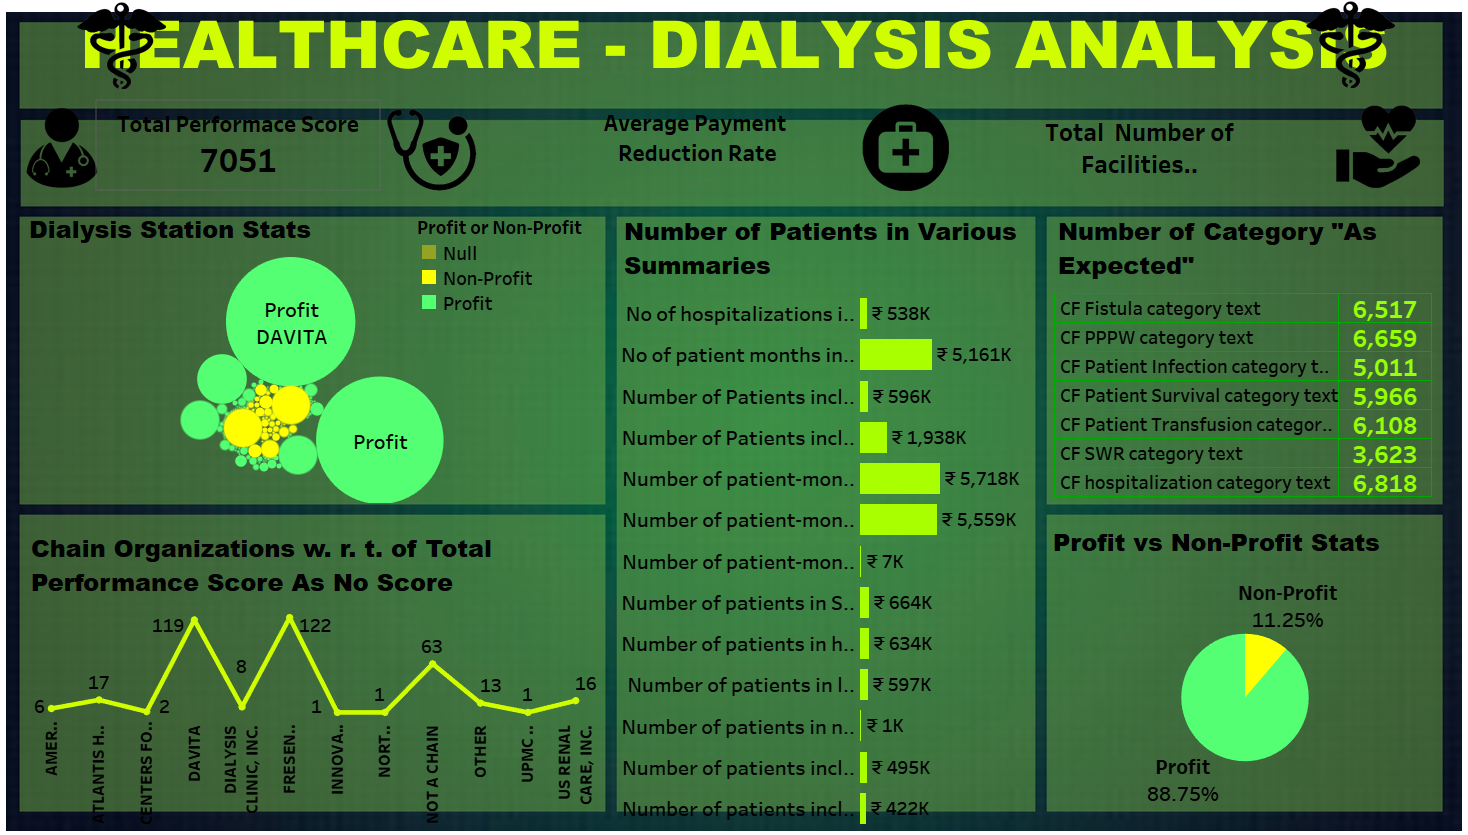 HEALTHCARE - DIALYSIS ANALYSIS
Total Performace Score
7051
Average Payment
Reduction Rate
Total Number of
Facilities..
Dialysis Station Stats
Profit or Non-Profit
Null
Non-Profit
Profit
Profit
DAVITA
Profit
Number of Patients in Various
Summaries
No of hospitalizations i.. ₹ 538K
No of patient months in.. ₹ 5,161K
Number of Patients incl.. ₹ 596K
Number of Patients incl.. ₹ 1,938K
Number of patient-mon.. ₹ 5,718K
Number of patient-mon.. ₹ 5,559K
Number of patient-mon.. ₹ 7K
Number of patients in S.. ₹ 664K
Number of patients in h.. ₹ 634K
Number of patients in l.. ₹ 597K
Number of patients in n.. ₹ 1K
Number of patients incl.. ₹ 495K
Number of patients incl.. ₹ 422K
Number of Category "As
Expected"
CF Fistula category text 6,517
CF PPPW category text 6,659
CF Patient Infection category t.. 5,011
CF Patient Survival category text 5,966
CF Patient Transfusion categor.. 6,108
CF SWR category text 3,623
CF hospitalization category text 6,818
Chain Organizations w. r. t. of Total
Performance Score As No Score
6
17
2
119
8
122
1
1
63
13
1
16
AMER..
ATLANTIS H..
CENTERS FO..
DAVITA
DIALYSIS
CLINIC, INC.
FRESEN..
INNOVA..
NORT..
NOT A CHAIN
OTHER
UPMC ..
US RENAL
CARE, INC.
Profit vs Non-Profit Stats
Non-Profit
11.25%
Profit
88.75%